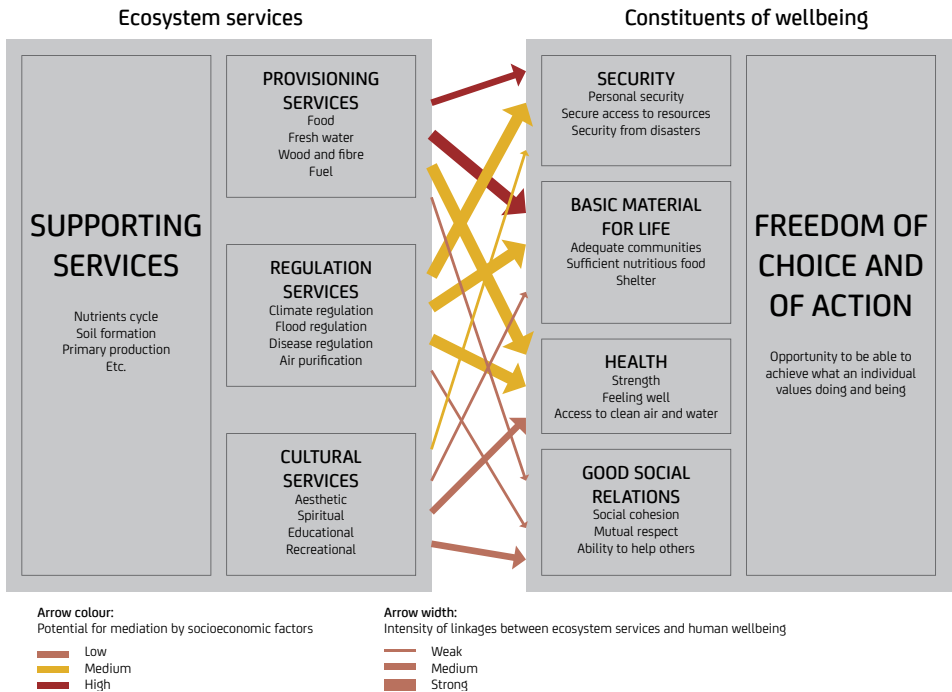 Ecosystem services
Constituents of wellbeing
SUPPORTING
SERVICES
Nutrients cycle
Soil formation
Primary production
Etc.
PROVISIONING
SERVICES
Food
Fresh water
Wood and fibre
Fuel
REGULATION
SERVICES
Climate regulation
Flood regulation
Disease regulation
Air purification
CULTURAL
SERVICES
Aesthetic
Spiritual
Educational
Recreational
SECURITY
Personal security
Secure access to resources
Security from disasters
BASIC MATERIAL
FOR LIFE
Adequate communities
Sufficient nutritious food
Shelter
HEALTH
Strength
Feeling well
Access to clean air and water
GOOD SOCIAL
RELATIONS
Social cohesion
Mutual respect
Ability to help others
FREEDOM OF
CHOICE AND
OF ACTION
Opportunity to be able to
achieve what an individual
values doing and being
Arrow colour:
Potential for mediation by socioeconomic factors
Low
Medium
High
Arrow width:
Intensity of linkages between ecosystem services and human wellbeing
Weak
Medium
Strong